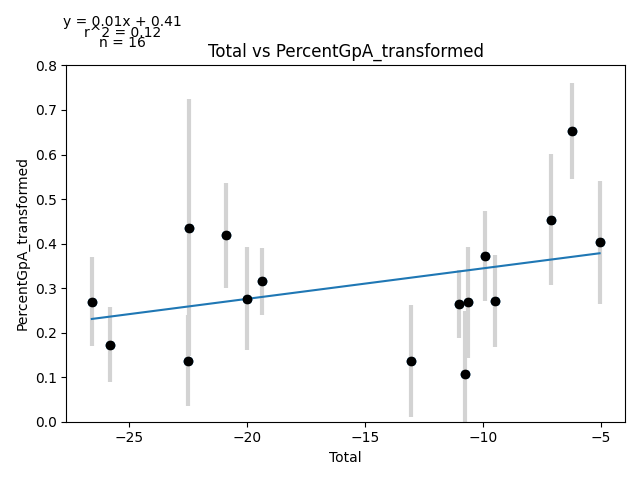 y = 0.01x + 0.41
r^2 = 0.12
n = 16
Total vs PercentGpA_transformed
0.8
0.7
0.6
0.5
0.4
0.3
0.2
0.1
0.0
PercentGpA_transformed
−25
−20
−15
−10
−5
Total